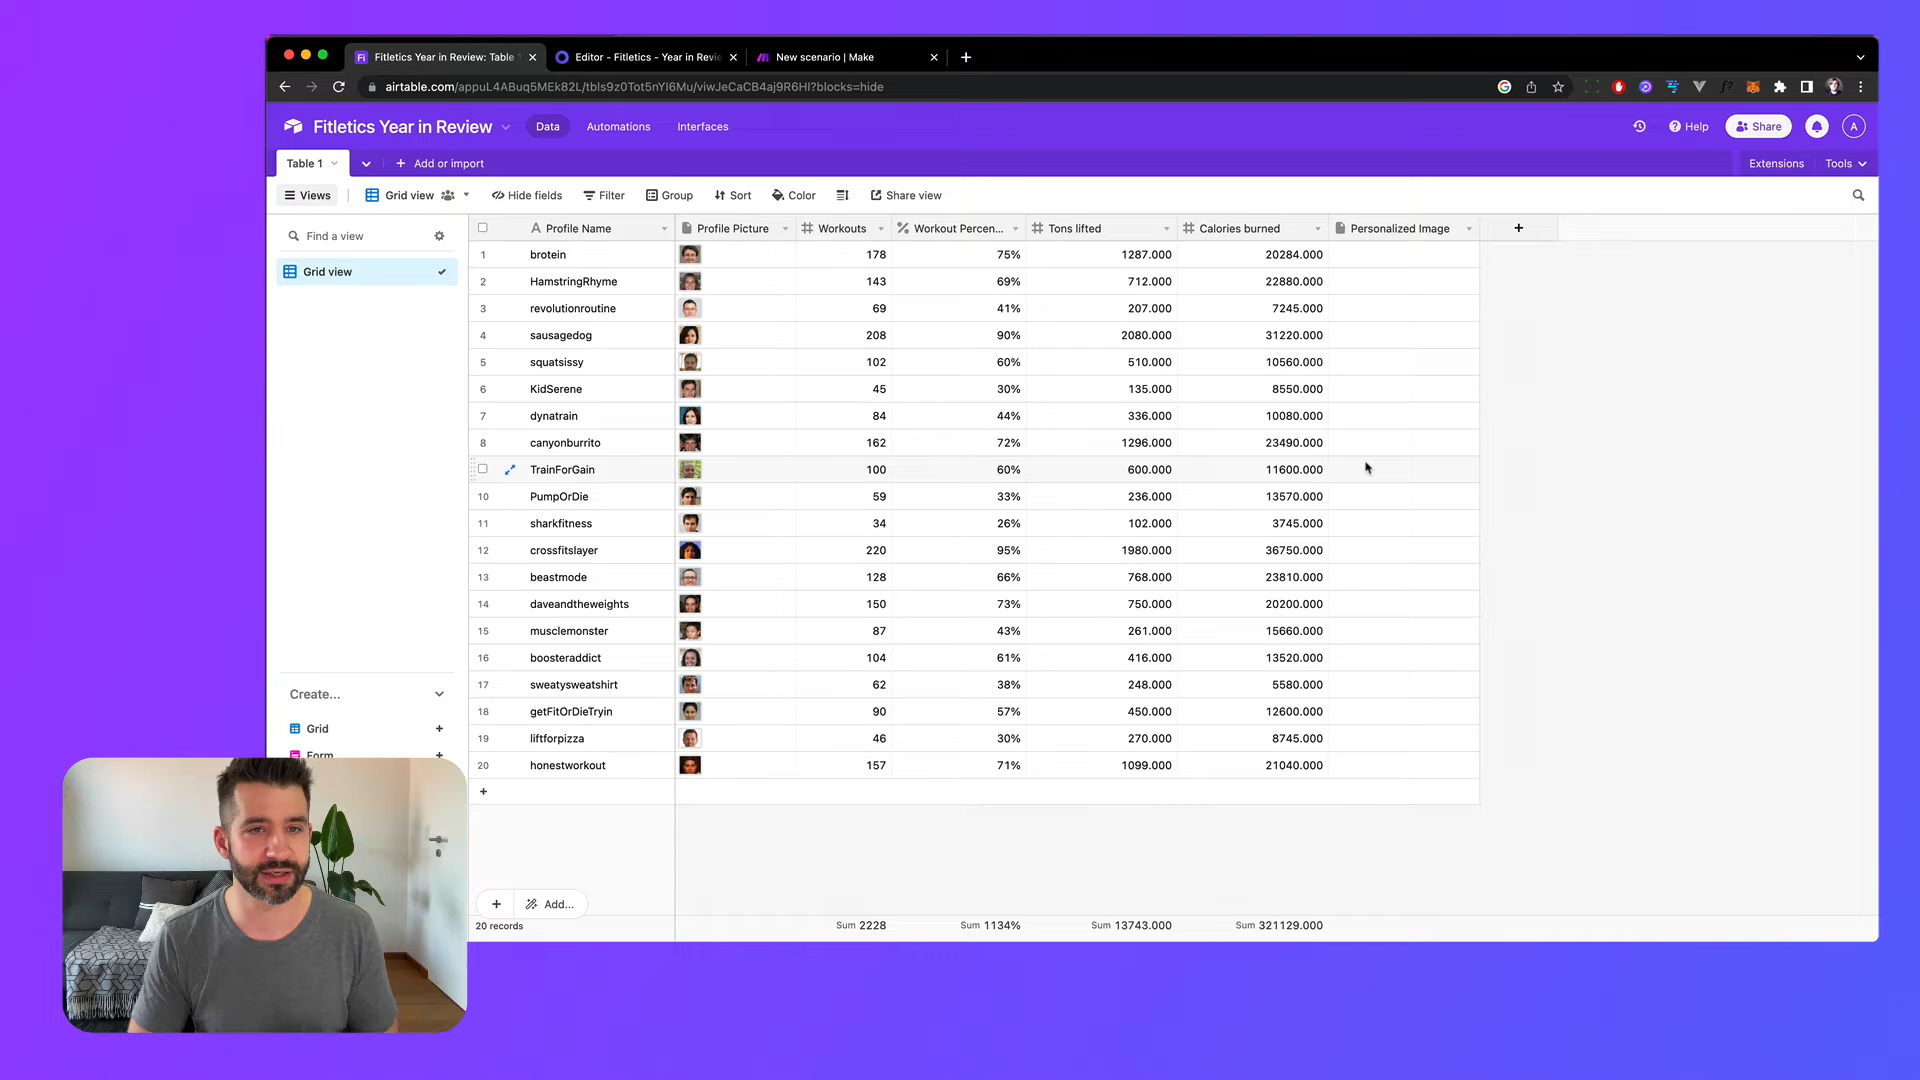 Fitletics Year in Review: Table
Editor - Fitletics - Year in Revie
New scenario | Make
airtable.com/appuL4ABuq5MEk82L/tbls9z0Tot5nYI6Mu/viwJeCaCB4aj9R6HI?blocks=hide
Fitletics Year in Review
Data
Automations
Interfaces
Help
Share
A
Table 1
Add or import
Extensions
Tools
Views
Grid view
Hide fields
Filter
Group
Sort
Color
Share view
Find a view
Grid view
Create...
Grid
Form
Profile Name Profile Picture Workouts Workout Percen... Tons lifted Calories burned Personalized Image
1 brotein 178 75% 1287.000 20284.000
2 HamstringRhyme 143 69% 712.000 22880.000
3 revolutionroutine 69 41% 207.000 7245.000
4 sausagedog 208 90% 2080.000 31220.000
5 squatsissy 102 60% 510.000 10560.000
6 KidSerene 45 30% 135.000 8550.000
7 dynatrain 84 44% 336.000 10080.000
8 canyonburrito 162 72% 1296.000 23490.000
TrainForGain 100 60% 600.000 11600.000
10 PumpOrDie 59 33% 236.000 13570.000
11 sharkfitness 34 26% 102.000 3745.000
12 crossfitslayer 220 95% 1980.000 36750.000
13 beastmode 128 66% 768.000 23810.000
14 daveandtheweights 150 73% 750.000 20200.000
15 musclemonster 87 43% 261.000 15660.000
16 boosteraddict 104 61% 416.000 13520.000
17 sweatysweatshirt 62 38% 248.000 5580.000
18 getFitOrDieTryin 90 57% 450.000 12600.000
19 liftforpizza 46 30% 270.000 8745.000
20 honestworkout 157 71% 1099.000 21040.000
Add...
20 records Sum 2228 Sum 1134% Sum 13743.000 Sum 321129.000